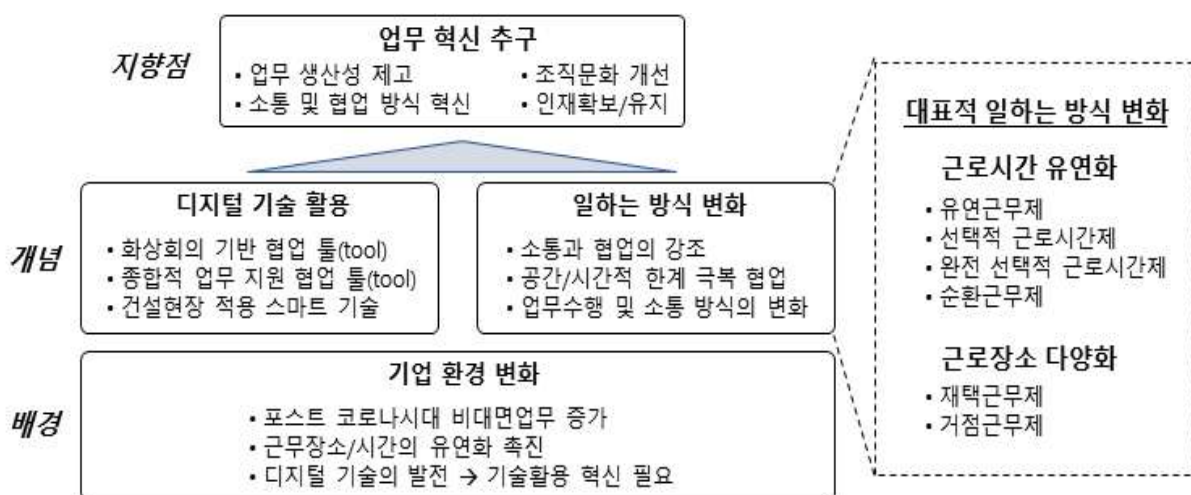 지향점
업무 혁신 추구
• 업무 생산성 제고
• 조직문화 개선
• 소통 및 협업 방식 혁신
• 인재확보/유지
개념
디지털 기술 활용
• 화상회의 기반 협업 툴(tool)
• 종합적 업무 지원 협업 툴(tool)
• 건설현장 적용 스마트 기술
일하는 방식 변화
• 소통과 협업의 강조
• 공간/시간적 한계 극복 협업
• 업무수행 및 소통 방식의 변화
배경
기업 환경 변화
• 포스트 코로나시대 비대면업무 증가
• 근무장소/시간의 유연화 촉진
• 디지털 기술의 발전 → 기술활용 혁신 필요
대표적 일하는 방식 변화
근로시간 유연화
• 유연근무제
• 선택적 근로시간제
• 완전 선택적 근로시간제
• 순환근무제
근로장소 다양화
• 재택근무제
• 거점근무제